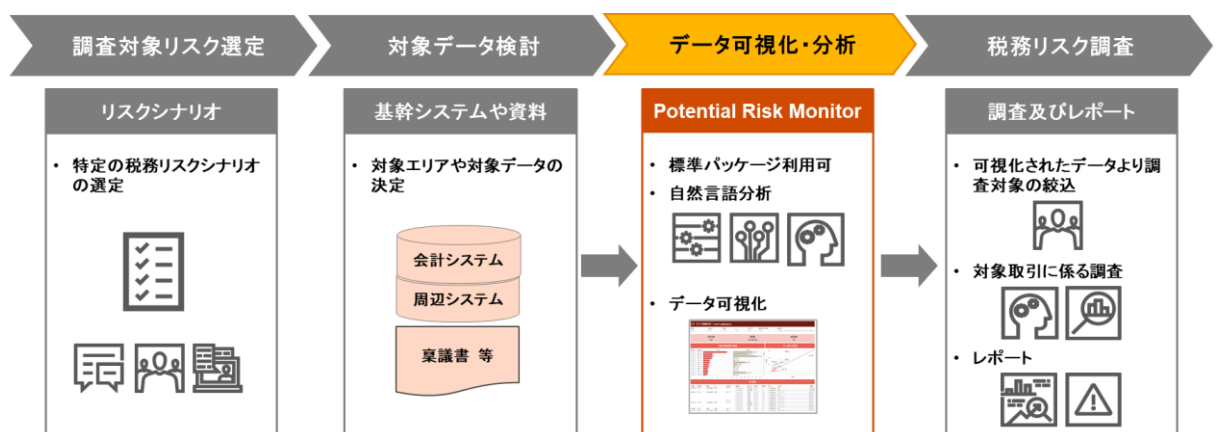 調査対象リスク選定
対象データ検討
データ可視化・分析
税務リスク調査
リスクシナリオ
・ 特定の税務リスクシナリオ
の選定
基幹システムや資料
・ 対象エリアや対象データの
決定
会計システム
周辺システム
稟議書 等
Potential Risk Monitor
・ 標準パッケージ利用可
・ 自然言語分析
・ データ可視化
調査及びレポート
・ 可視化されたデータより調
査対象の絞込
・ 対象取引に係る調査
・ レポート